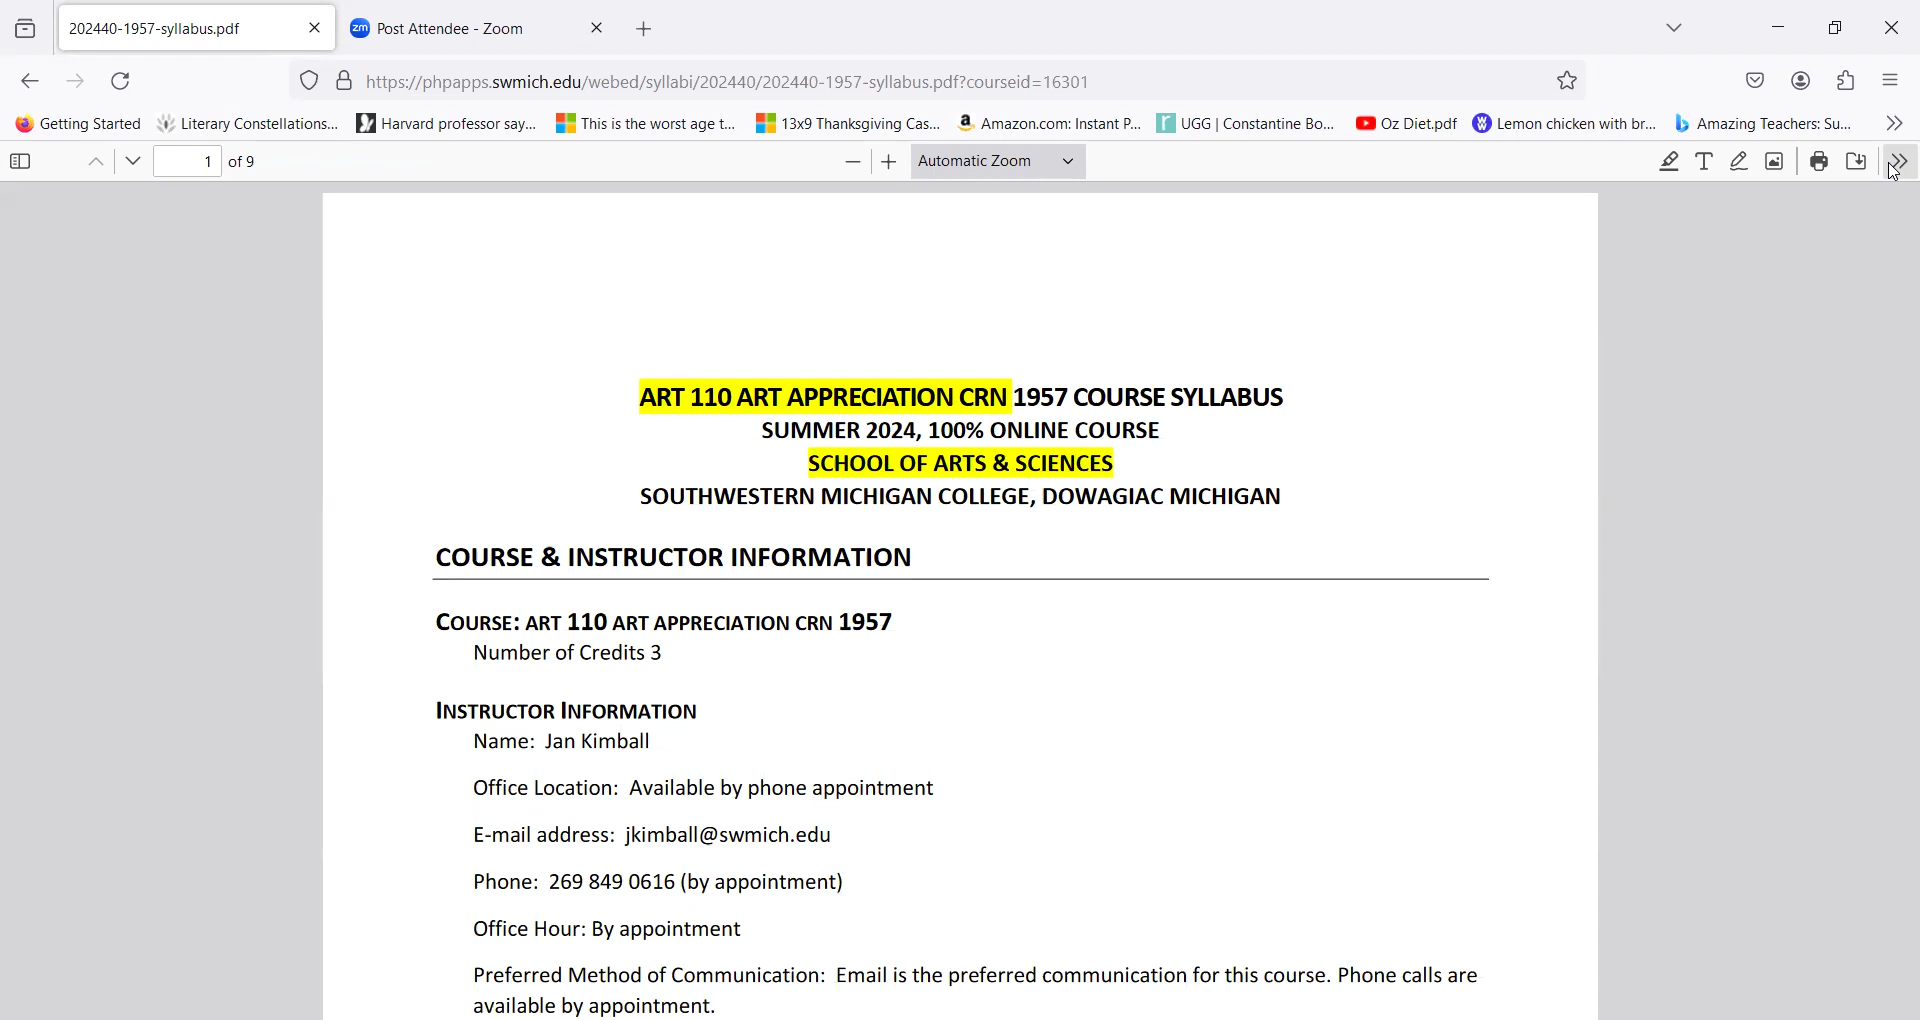 202440-1957-syllabus.pdf
zm Post Attendee - Zoom
https://phpapps.swmich.edu/webed/syllabi/202440/202440-1957-syllabus.pdf?courseid=16301
Getting Started Literary Constellations... Harvard professor say... This is the worst age t... 13x9 Thanksgiving Cas... Amazon.com: Instant P... UGG | Constantine Bo... Oz Diet.pdf Lemon chicken with br... Amazing Teachers: Su...
1 of 9 Automatic Zoom
ART 110 ART APPRECIATION CRN 1957 COURSE SYLLABUS
SUMMER 2024, 100% ONLINE COURSE
SCHOOL OF ARTS & SCIENCES
SOUTHWESTERN MICHIGAN COLLEGE, DOWAGIAC MICHIGAN
COURSE & INSTRUCTOR INFORMATION
COURSE: ART 110 ART APPRECIATION CRN 1957
Number of Credits 3
INSTRUCTOR INFORMATION
Name: Jan Kimball
Office Location: Available by phone appointment
E-mail address: jkimball@swmich.edu
Phone: 269 849 0616 (by appointment)
Office Hour: By appointment
Preferred Method of Communication: Email is the preferred communication for this course. Phone calls are
available by appointment.